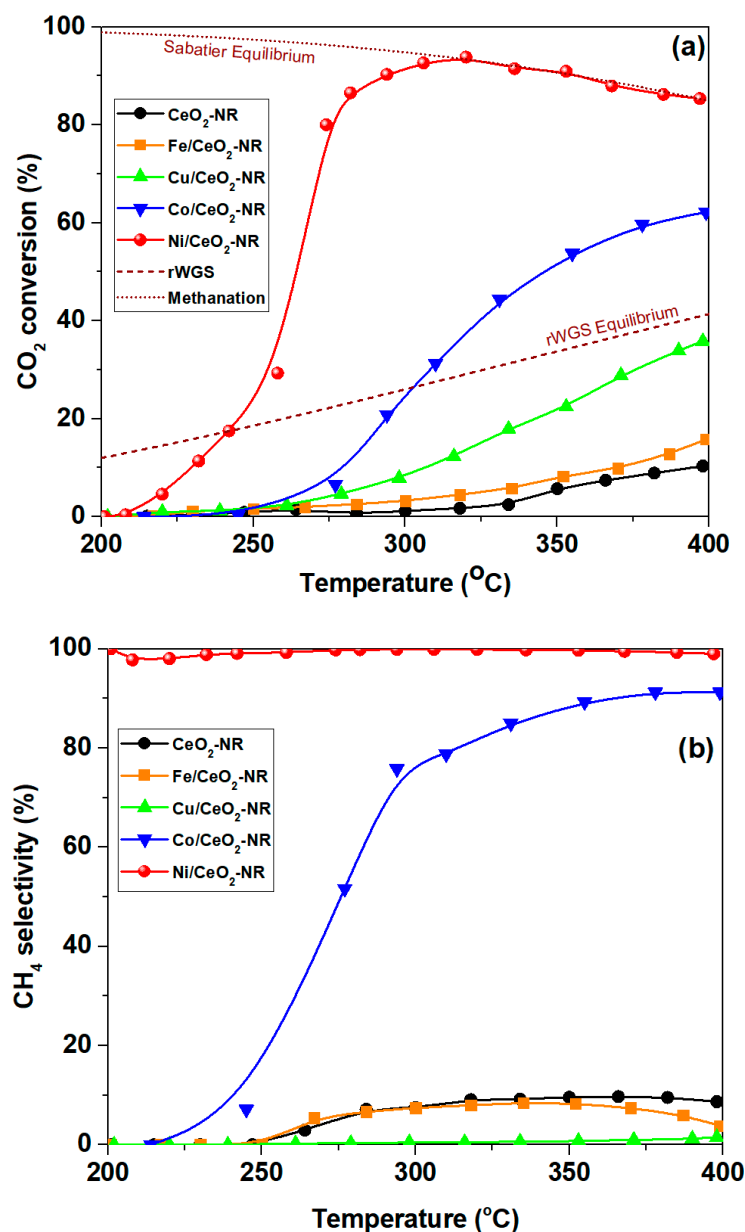 (a)
Sabatier Equilibrium
CeO₂-NR
Fe/CeO₂-NR
Cu/CeO₂-NR
Co/CeO₂-NR
Ni/CeO₂-NR
rWGS
Methanation
rWGS Equilibrium
100
80
60
40
20
0
CO₂ conversion (%)
200 250 300 350 400
Temperature (ᴼC)
(b)
CeO₂-NR
Fe/CeO₂-NR
Cu/CeO₂-NR
Co/CeO₂-NR
Ni/CeO₂-NR
100
80
60
40
20
0
CH₄ selectivity (%)
200 250 300 350 400
Temperature (°C)